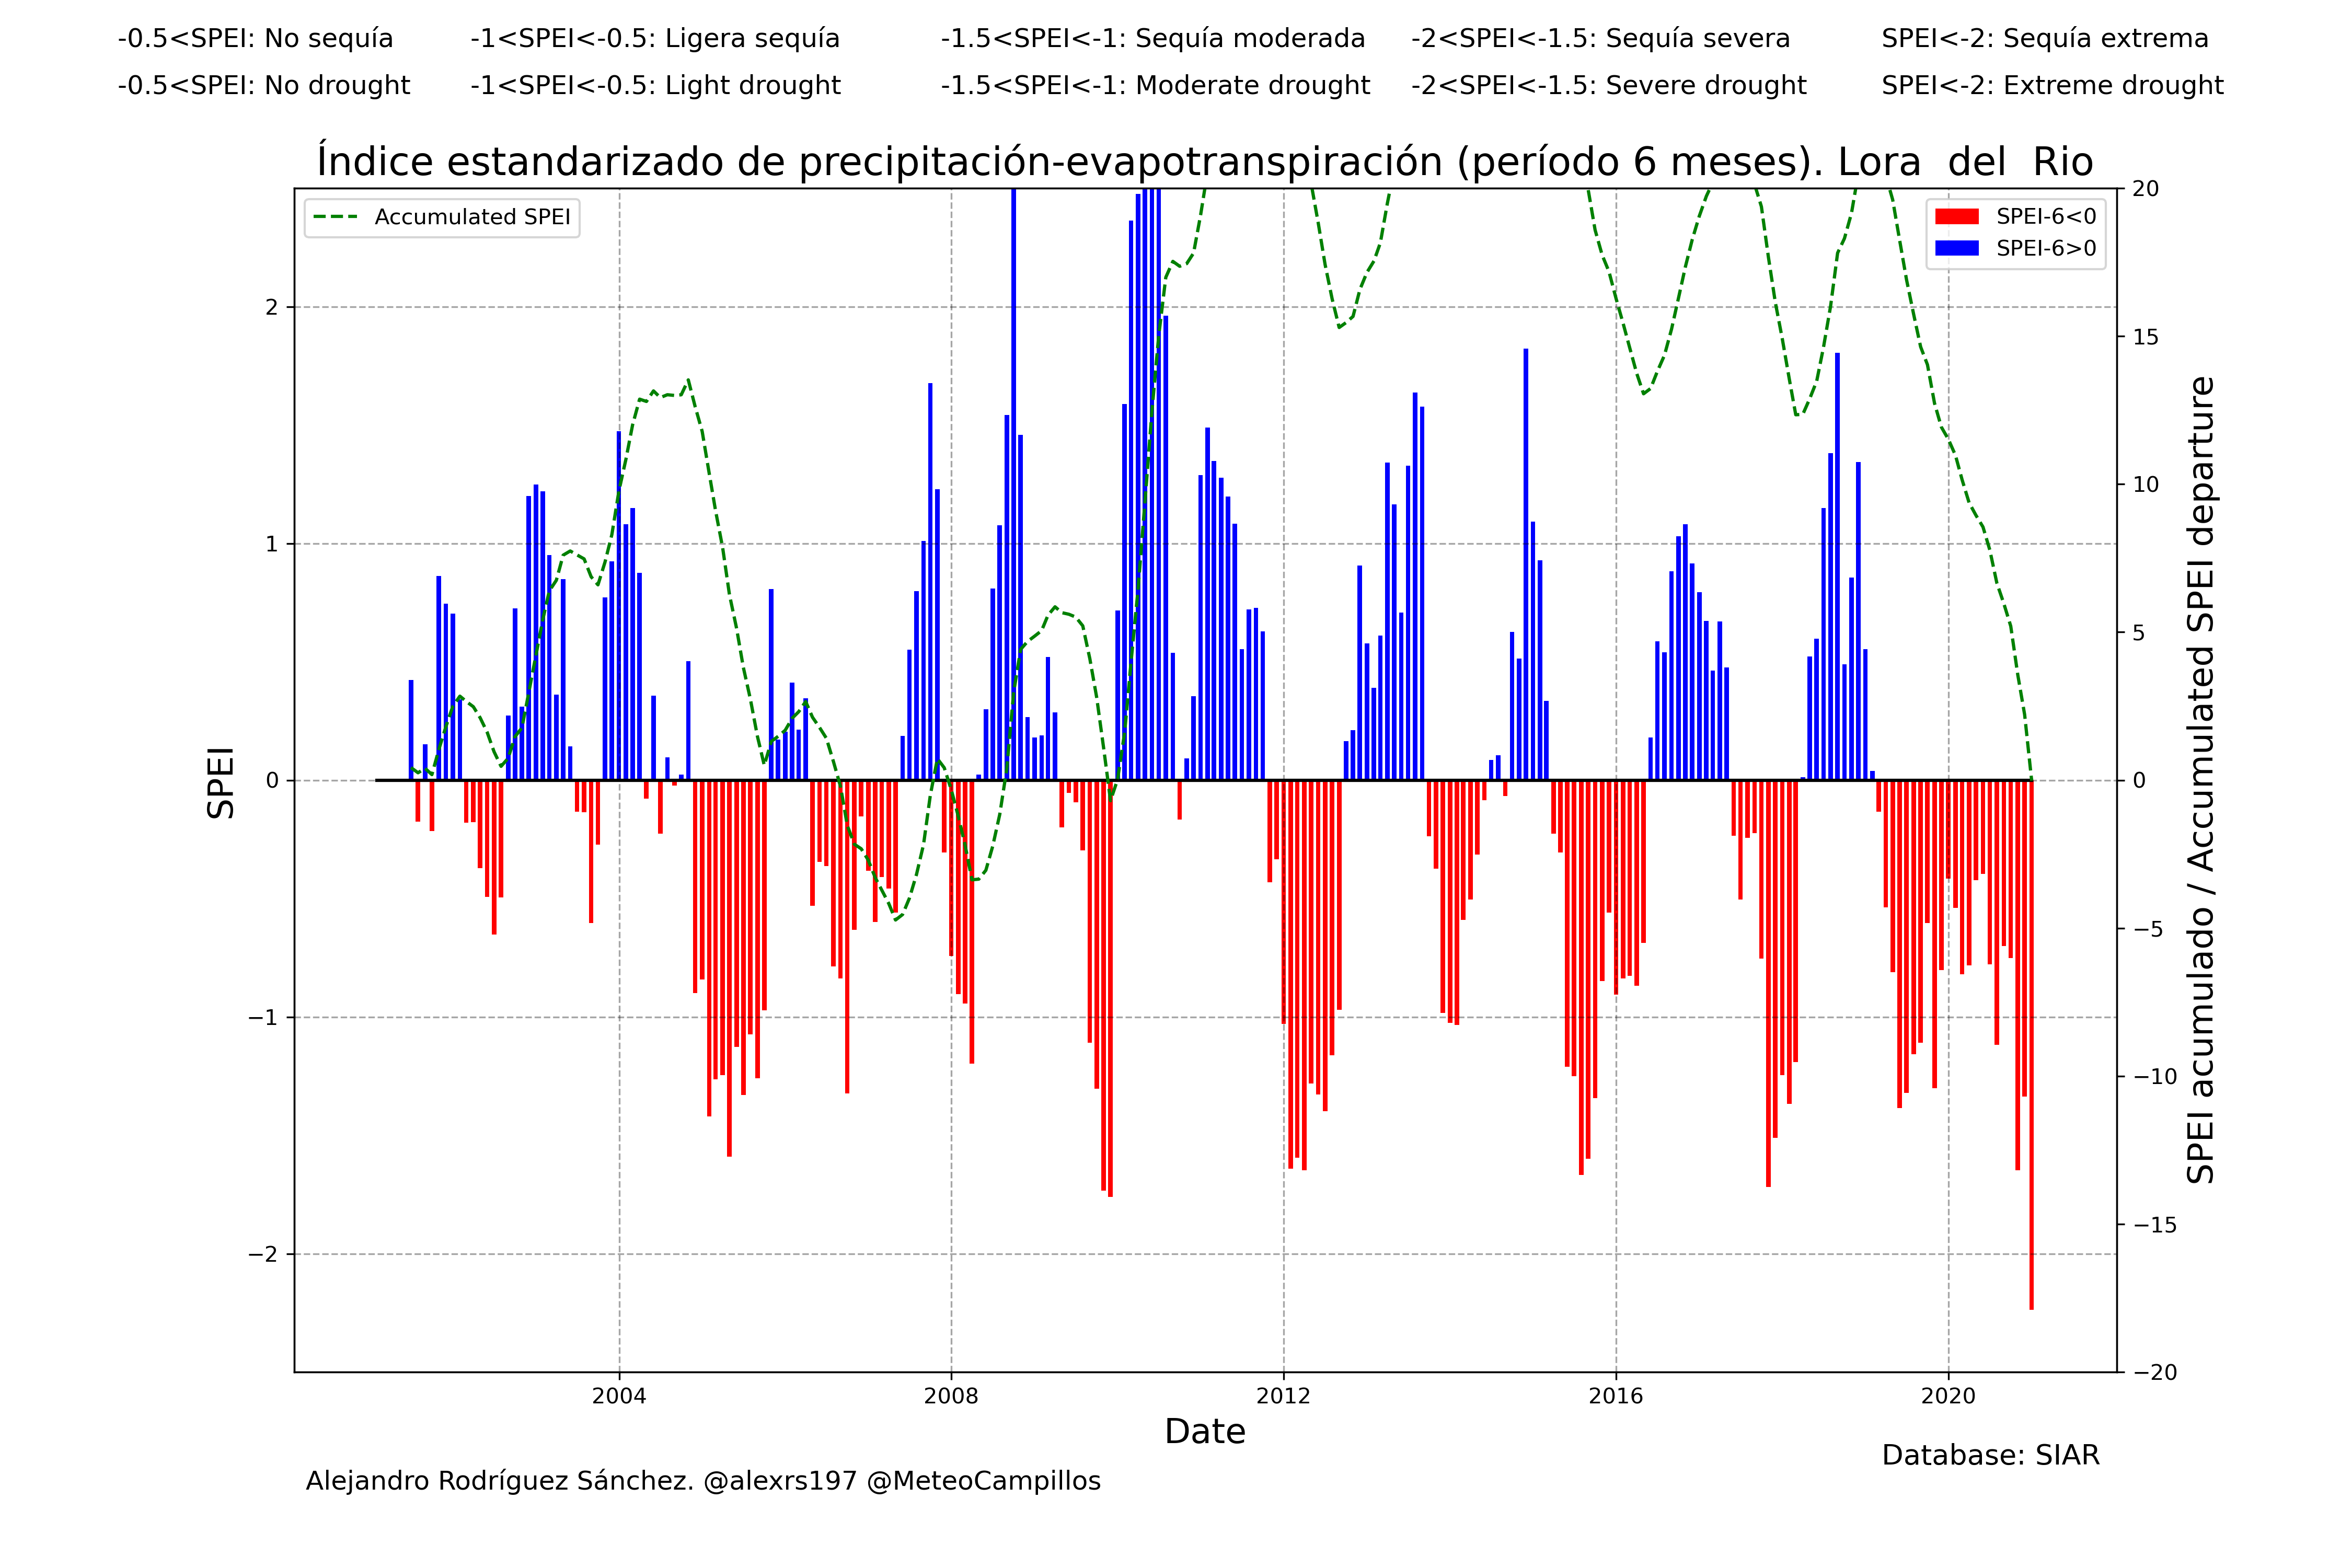 -0.5<SPEI: No sequía -1<SPEI<-0.5: Ligera sequía -1.5<SPEI<-1: Sequía moderada -2<SPEI<-1.5: Sequía severa SPEI<-2: Sequía extrema
-0.5<SPEI: No drought -1<SPEI<-0.5: Light drought -1.5<SPEI<-1: Moderate drought -2<SPEI<-1.5: Severe drought SPEI<-2: Extreme drought
Índice estandarizado de precipitación-evapotranspiración (período 6 meses). Lora del Rio
Accumulated SPEI
SPEI-6<0
SPEI-6>0
SPEI
2
1
0
−1
−2
20
15
10
5
0
−5
−10
−15
−20
SPEI acumulado / Accumulated SPEI departure
2004 2008 2012 2016 2020
Date
Database: SIAR
Alejandro Rodríguez Sánchez. @alexrs197 @MeteoCampillos